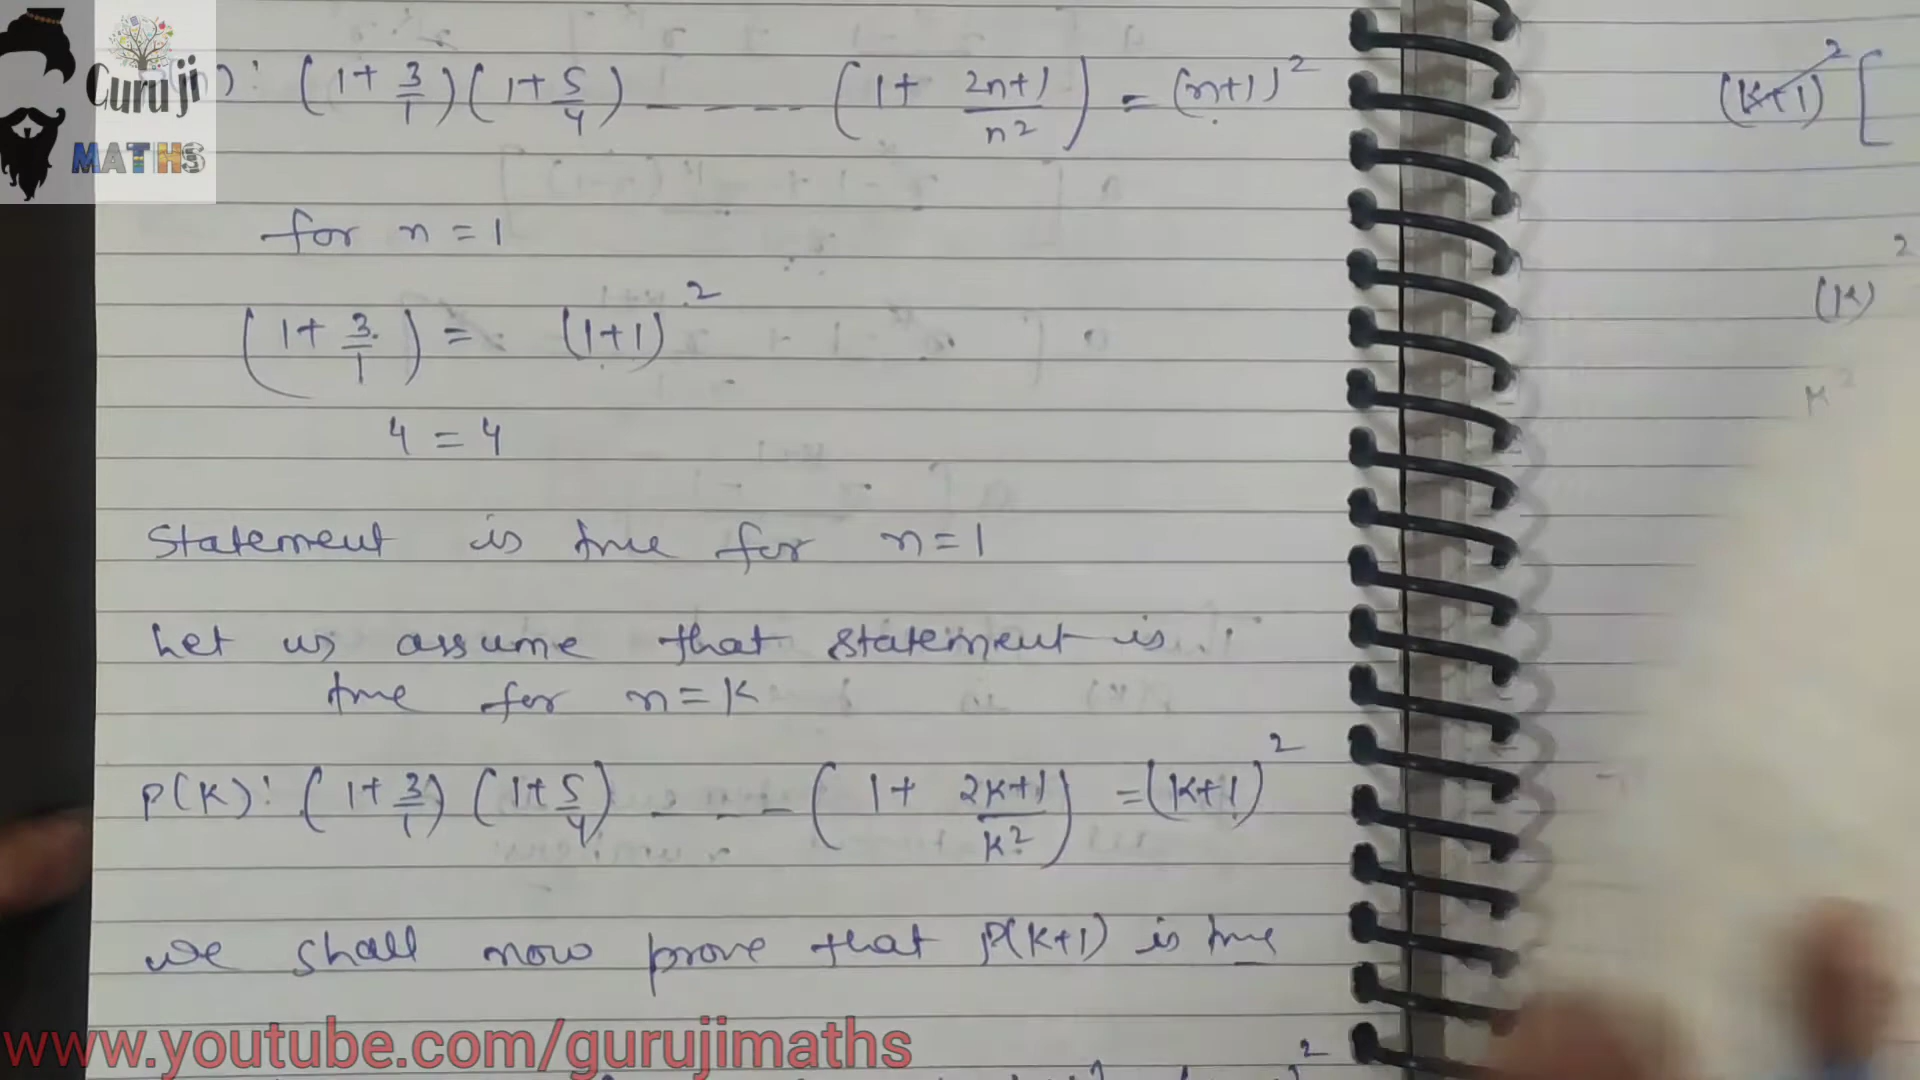 Guruji
MATHS
): (1+ 3/1)(1+ 5/4) ---- (1+ 2n+1/n²) = (n+1)²
for n = 1
(1+ 3/1) = (1+1)²
4 = 4
Statement is true for n=1
Let us assume that statement is
true for n = k
P(k): (1+ 3/1) (1+ 5/4) ---- (1+ 2k+1/k²) = (k+1)²
we shall now prove that P(k+1) is true
www.youtube.com/gurujimaths
(k+1)² [
(k)²
k²